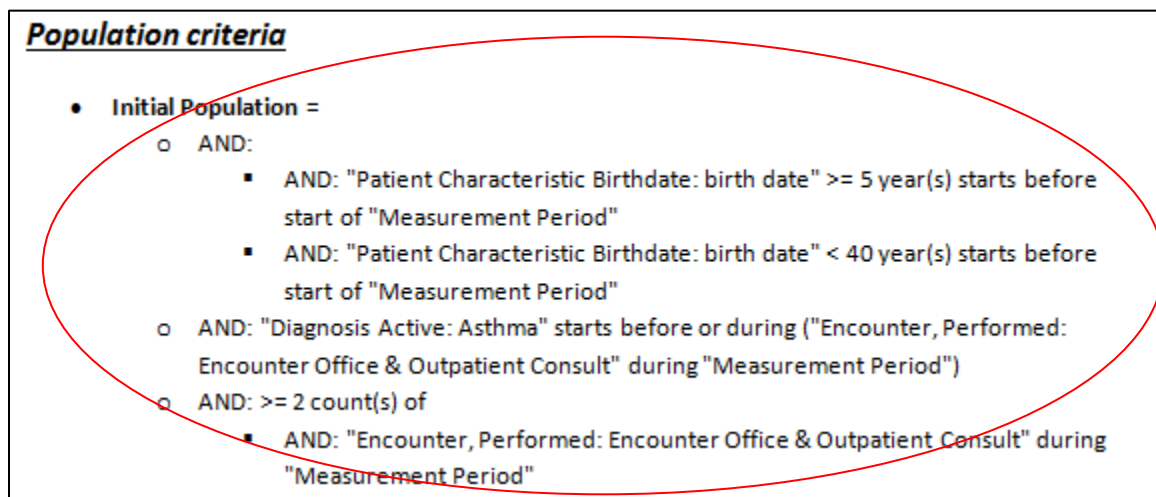 Population criteria
• Initial Population =
o AND:
▪ AND: "Patient Characteristic Birthdate: birth date" >= 5 year(s) starts before
start of "Measurement Period"
▪ AND: "Patient Characteristic Birthdate: birth date" < 40 year(s) starts before
start of "Measurement Period"
o AND: "Diagnosis Active: Asthma" starts before or during ("Encounter, Performed:
Encounter Office & Outpatient Consult" during "Measurement Period")
o AND: >= 2 count(s) of
▪ AND: "Encounter, Performed: Encounter Office & Outpatient Consult" during
"Measurement Period"